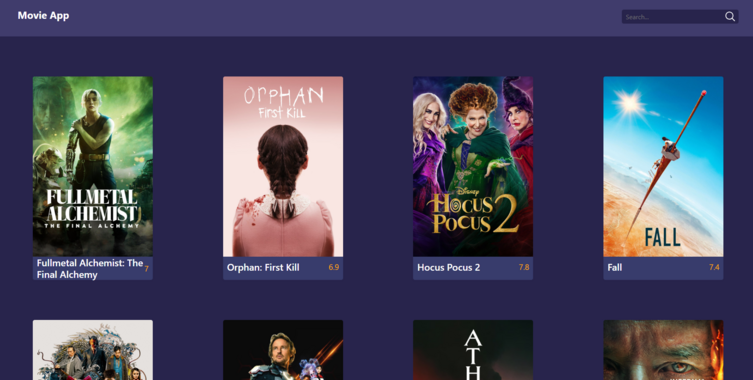 Movie App
Search...
ORPHAN
First Kill
FULLMETAL
ALCHEMIST
THE FINAL ALCHEMY
Disney
HOCUS
POCUS 2
FALL
Fullmetal Alchemist: The
Final Alchemy
7
Orphan: First Kill
6.9
Hocus Pocus 2
7.8
Fall
7.4
A
TH